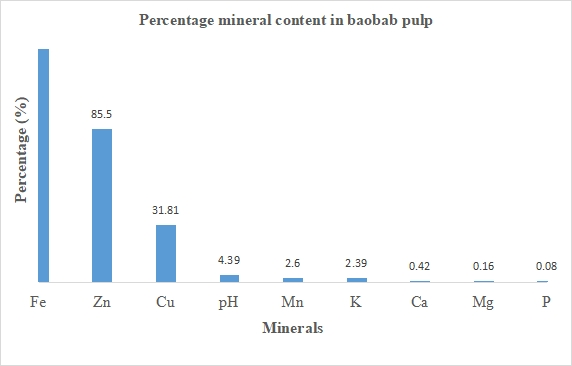 Percentage mineral content in baobab pulp
Percentage (%)
85.5
31.81
4.39
2.6
2.39
0.42
0.16
0.08
Fe Zn Cu pH Mn K Ca Mg P
Minerals